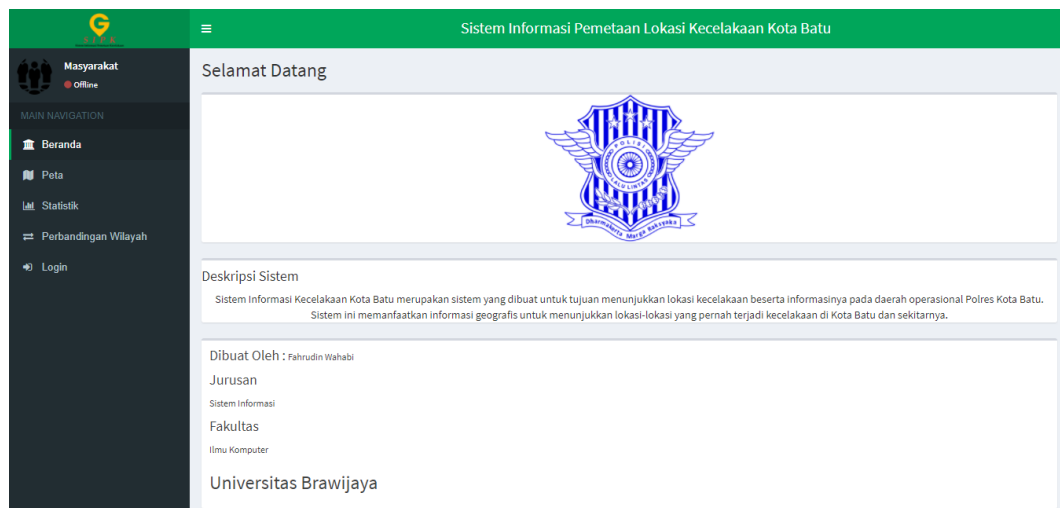 G
Sistem Informasi Pemetaan Lokasi Kecelakaan Kota Batu
Masyarakat
Offline
MAIN NAVIGATION
Beranda
Peta
Statistik
Perbandingan Wilayah
Login
Selamat Datang
POLISI
LALU LINTAS
Dharmakerta Marga Raksyaka
Deskripsi Sistem
Sistem Informasi Kecelakaan Kota Batu merupakan sistem yang dibuat untuk tujuan menunjukkan lokasi kecelakaan beserta informasinya pada daerah operasional Polres Kota Batu.
Sistem ini memanfaatkan informasi geografis untuk menunjukkan lokasi-lokasi yang pernah terjadi kecelakaan di Kota Batu dan sekitarnya.
Dibuat Oleh : Fahrudin Wahabi
Jurusan
Sistem Informasi
Fakultas
Ilmu Komputer
Universitas Brawijaya